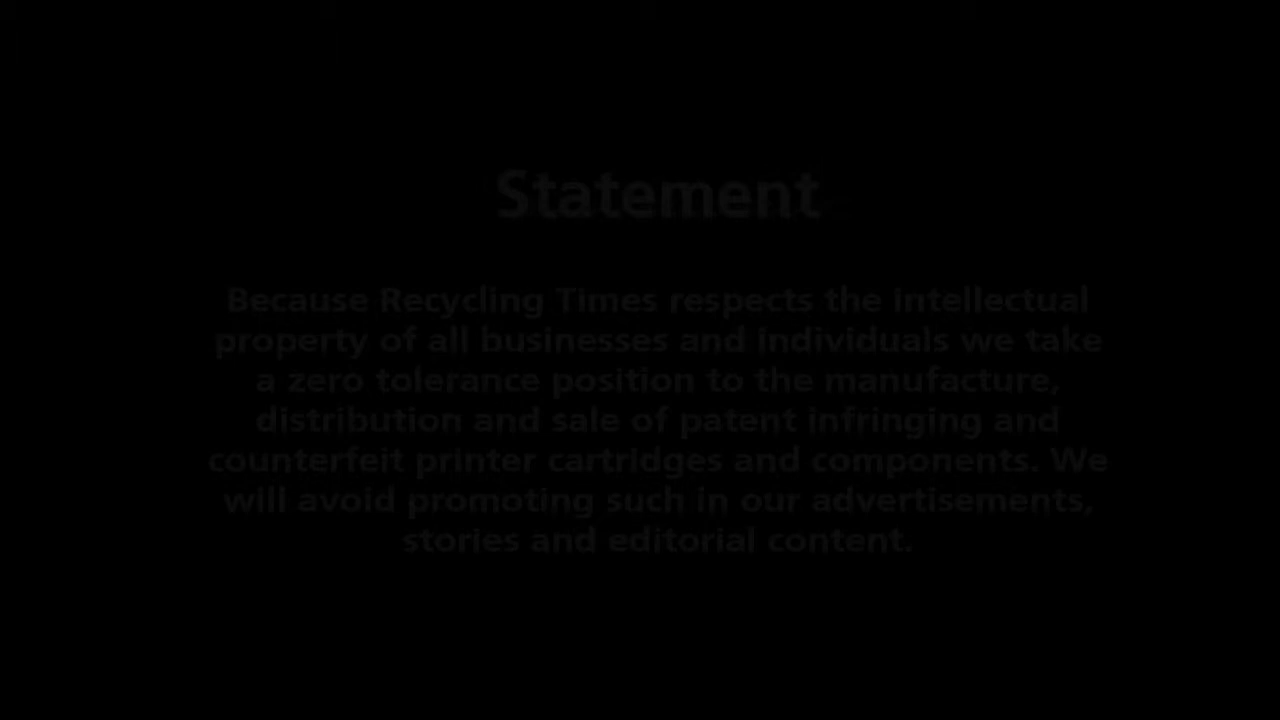 Statement
Because Recycling Times respects the intellectual
property of all businesses and individuals we take
a zero tolerance position to the manufacture,
distribution and sale of patent infringing and
counterfeit printer cartridges and components. We
will avoid promoting such in our advertisements,
stories and editorial content.